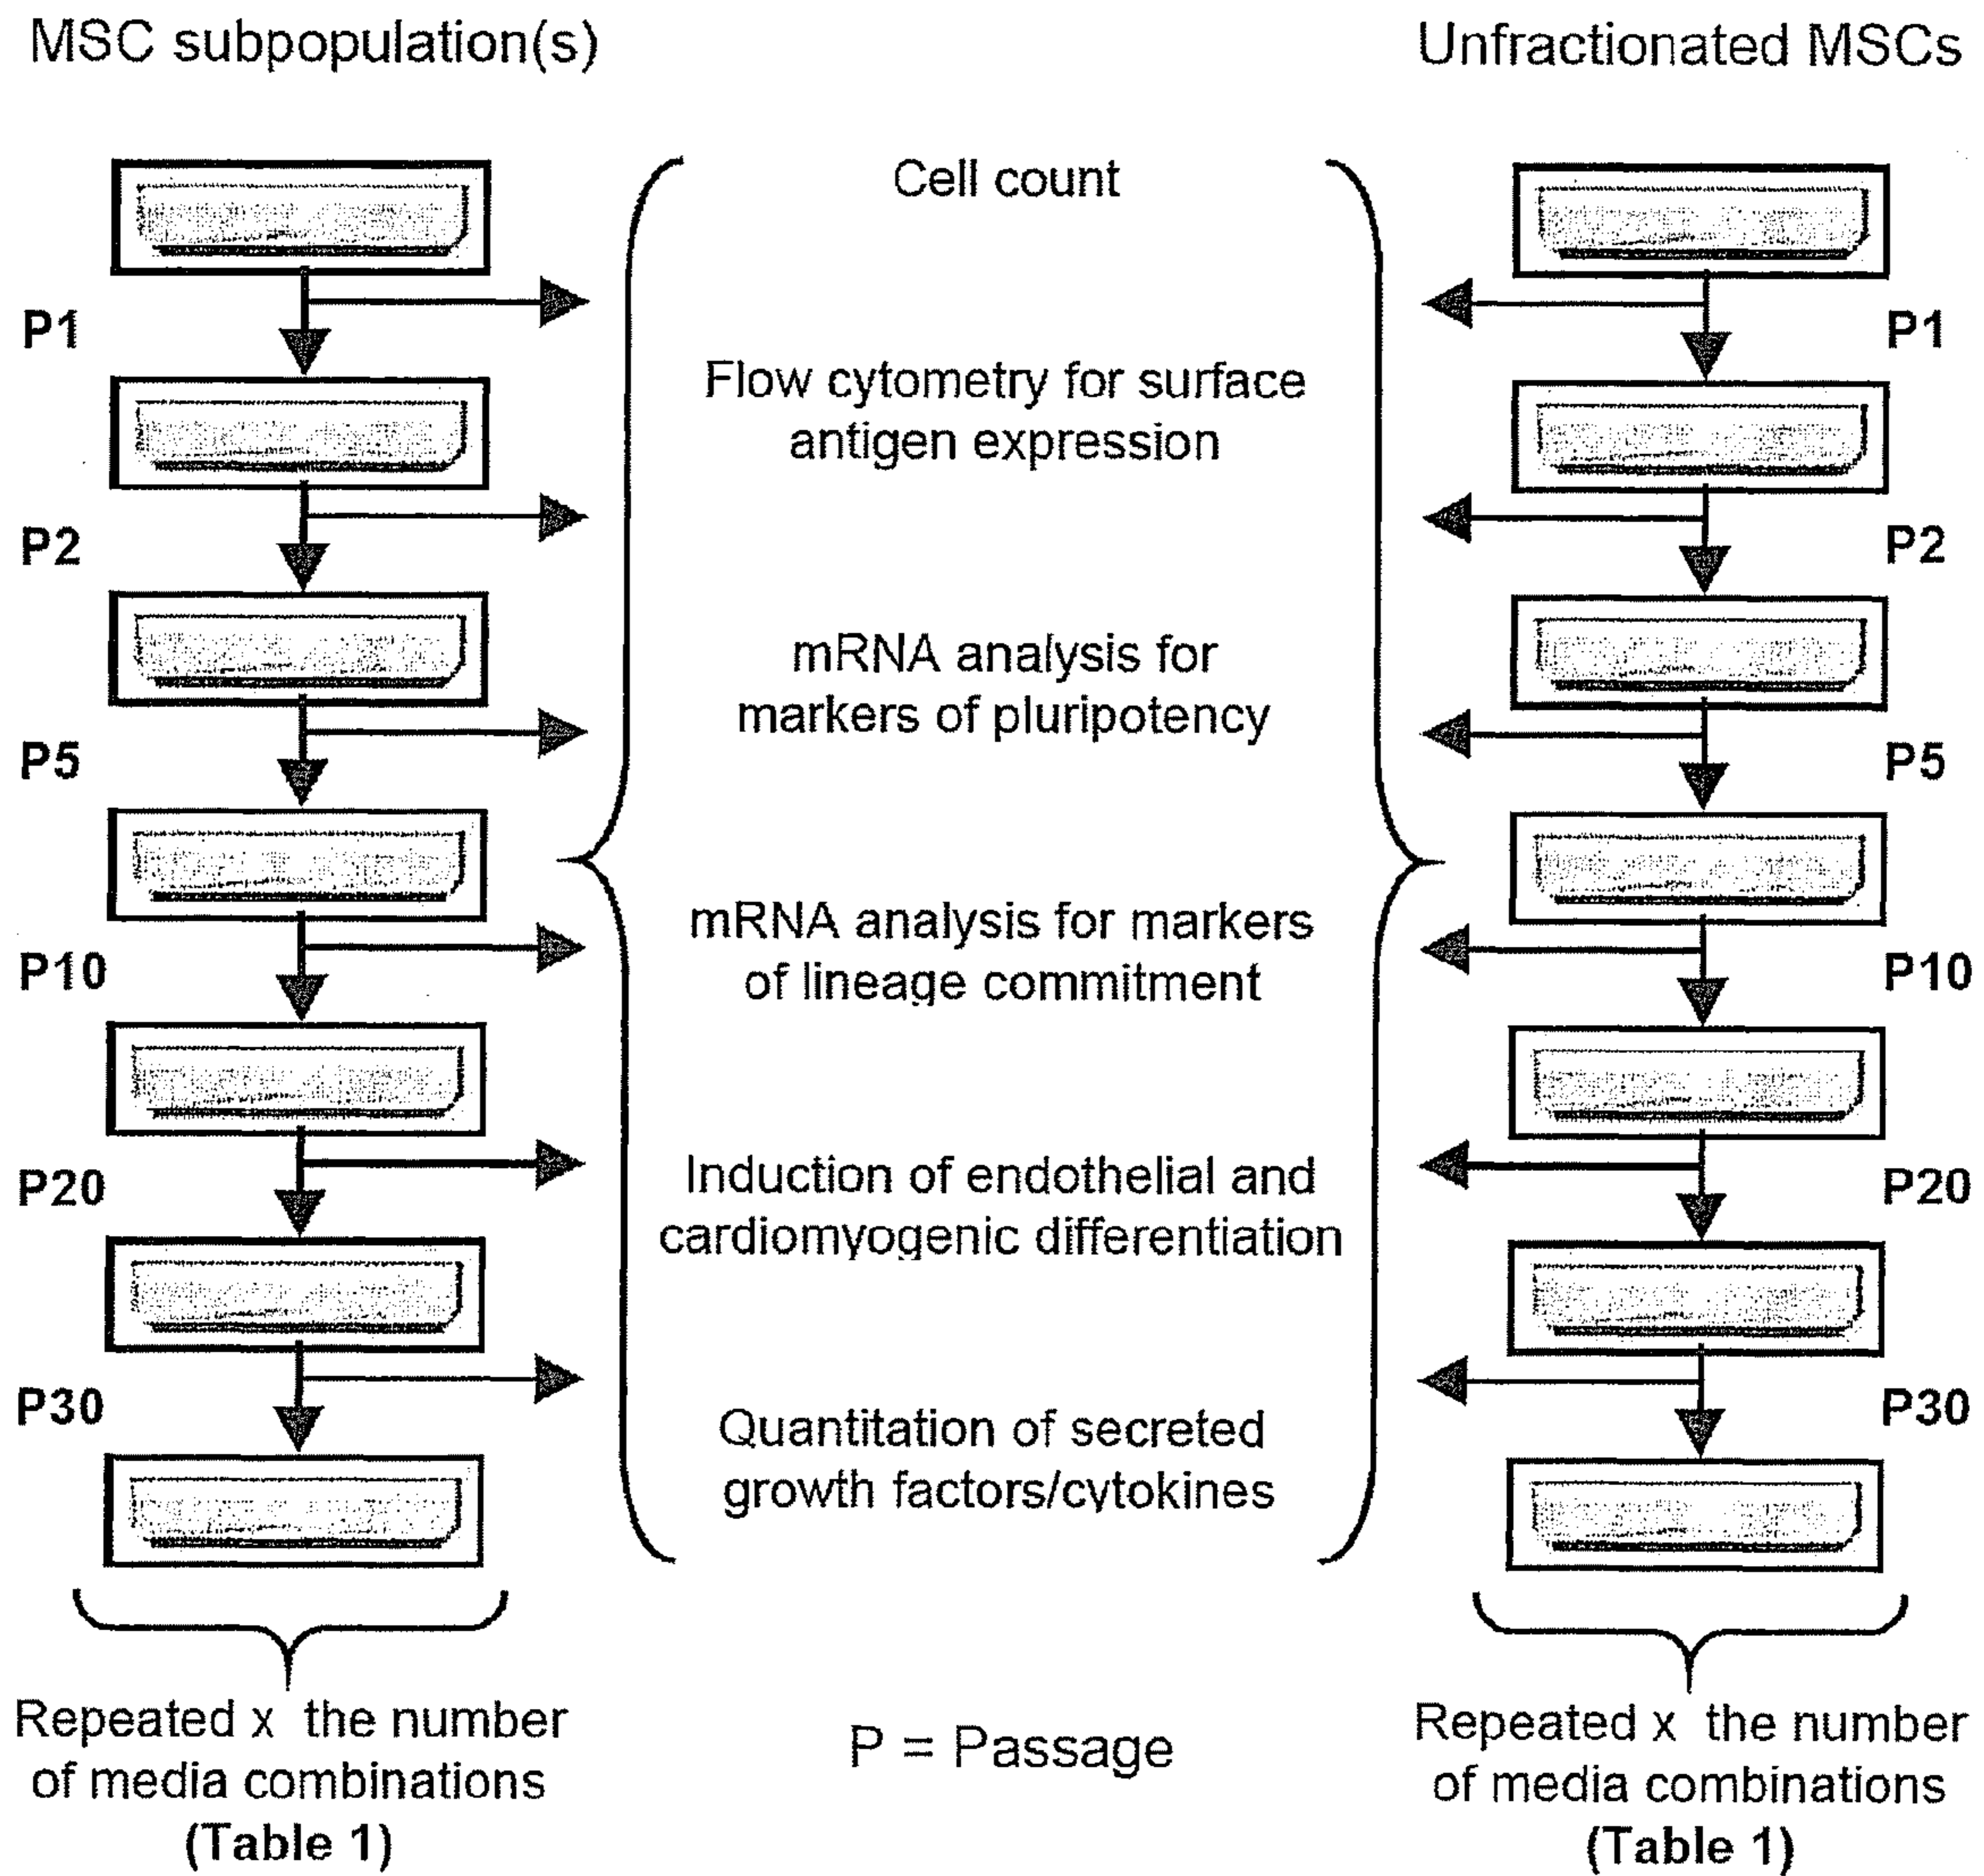 MSC subpopulation(s)
Unfractionated MSCs
Cell count
P1
P1
Flow cytometry for surface
antigen expression
P2
P2
mRNA analysis for
markers of pluripotency
P5
P5
mRNA analysis for markers
of lineage commitment
P10
P10
Induction of endothelial and
cardiomyogenic differentiation
P20
P20
P30
P30
Quantitation of secreted
growth factors/cytokines
Repeated x the number
of media combinations
(Table 1)
P = Passage
Repeated x the number
of media combinations
(Table 1)